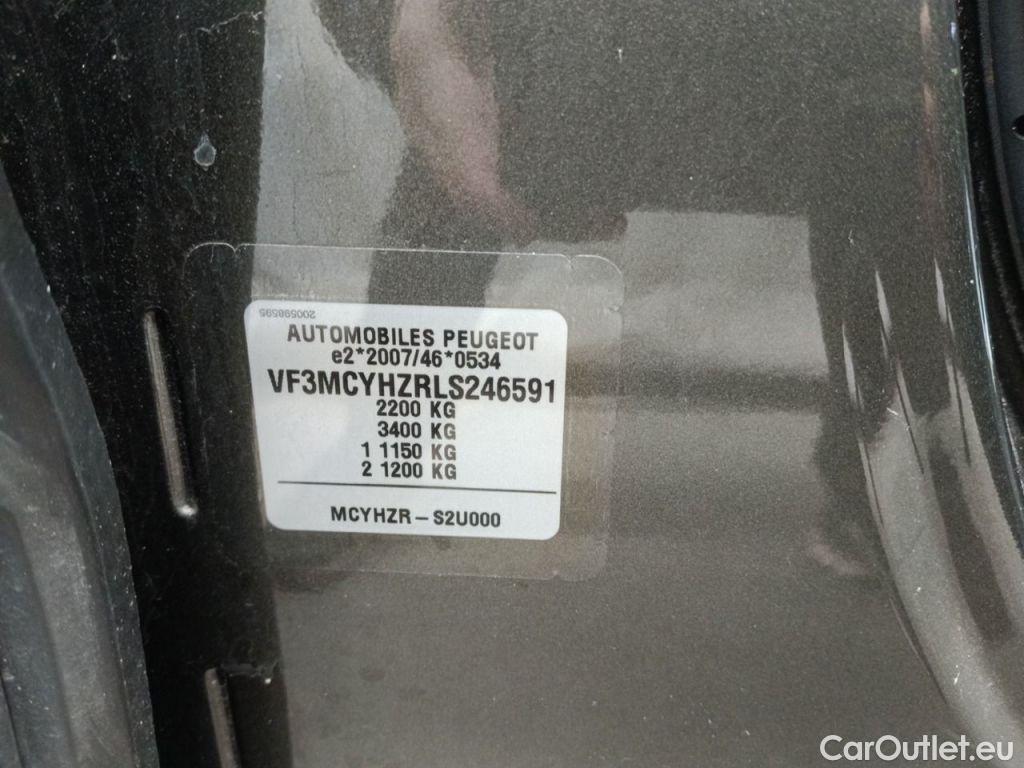 200598595
AUTOMOBILES PEUGEOT
e2*2007/46*0534
VF3MCYHZRLS246591
2200 KG
3400 KG
1 1150 KG
2 1200 KG
MCYHZR – S2U000
CarOutlet.eu